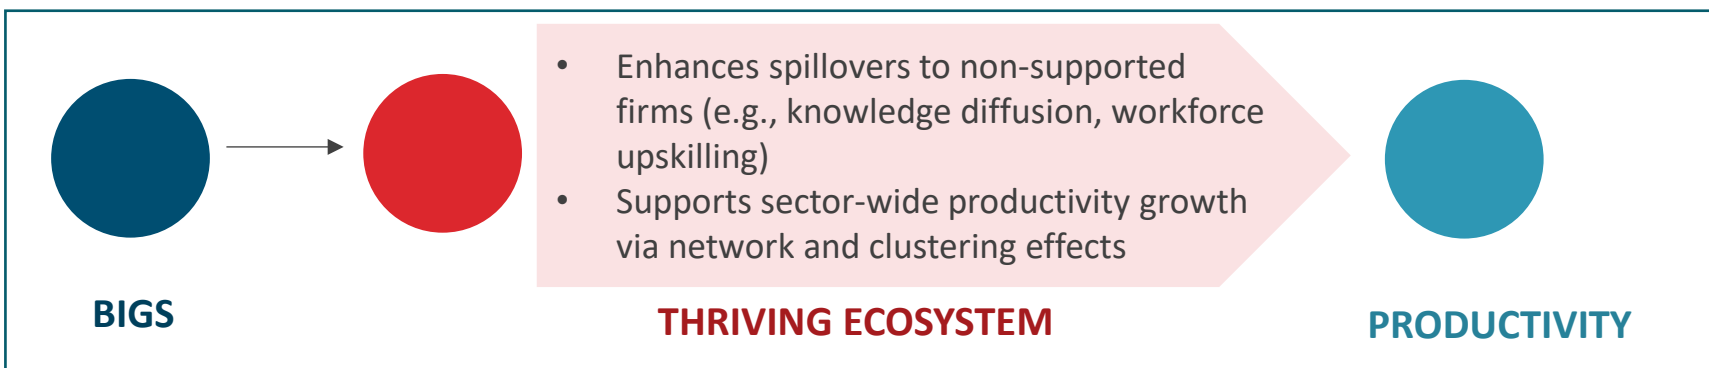 • Enhances spillovers to non-supported
firms (e.g., knowledge diffusion, workforce
upskilling)
• Supports sector-wide productivity growth
via network and clustering effects
BIGS
THRIVING ECOSYSTEM
PRODUCTIVITY